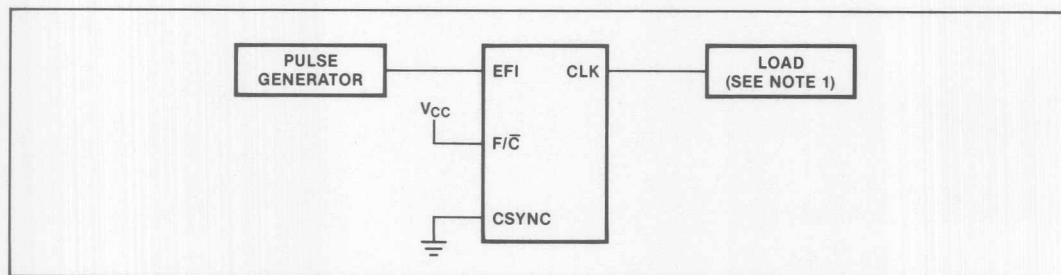 PULSE
GENERATOR
EFI
CLK
LOAD
(SEE NOTE 1)
VCC
F/C̅
CSYNC